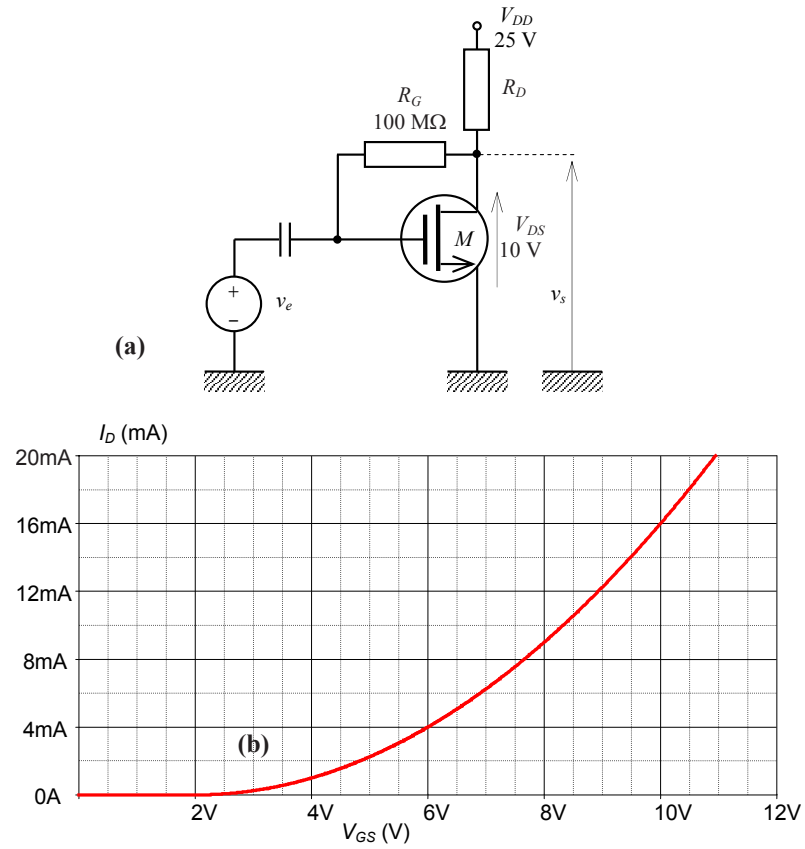 V_DD
25 V
R_D
R_G
100 MΩ
M
V_DS
10 V
+
−
v_e
v_s
(a)
I_D (mA)
20mA
16mA
12mA
8mA
4mA
0A
(b)
2V 4V 6V 8V 10V 12V
V_GS (V)